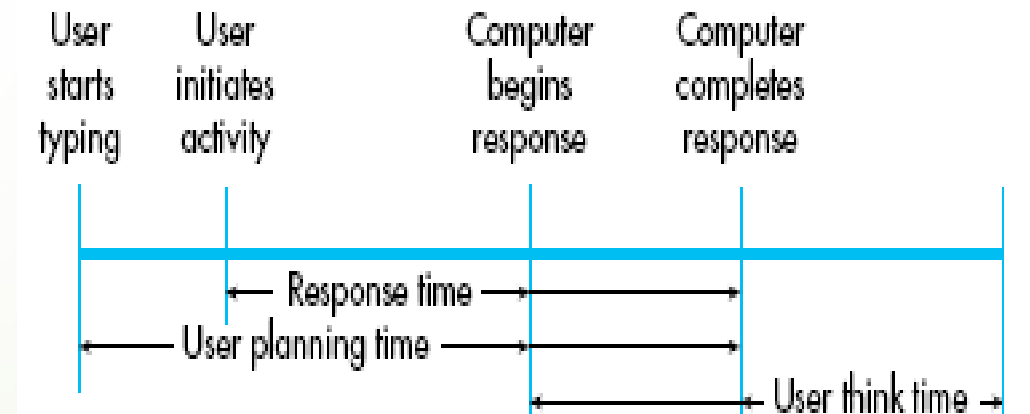 User
starts
typing
User
initiates
activity
Computer
begins
response
Computer
completes
response
Response time
User planning time
User think time